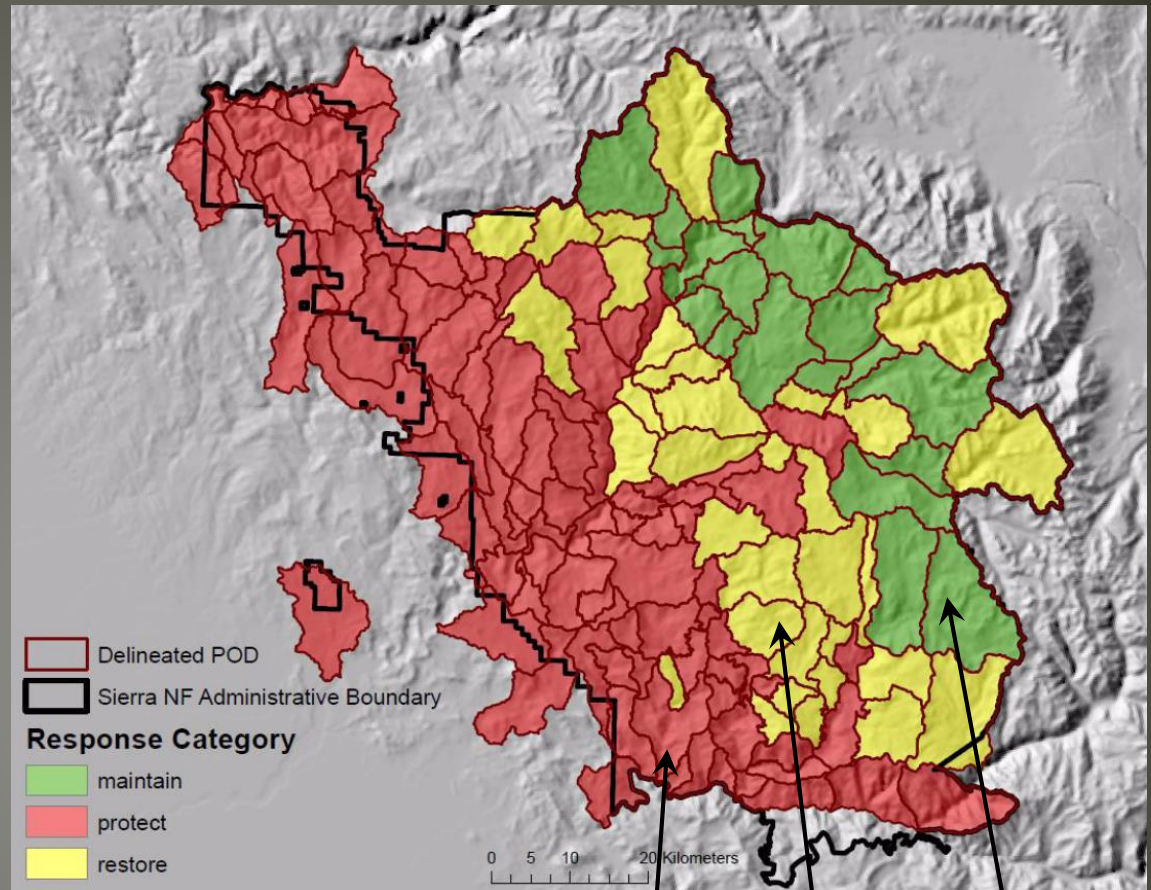 Delineated POD
Sierra NF Administrative Boundary
Response Category
maintain
protect
restore
0 5 10 20 Kilometers